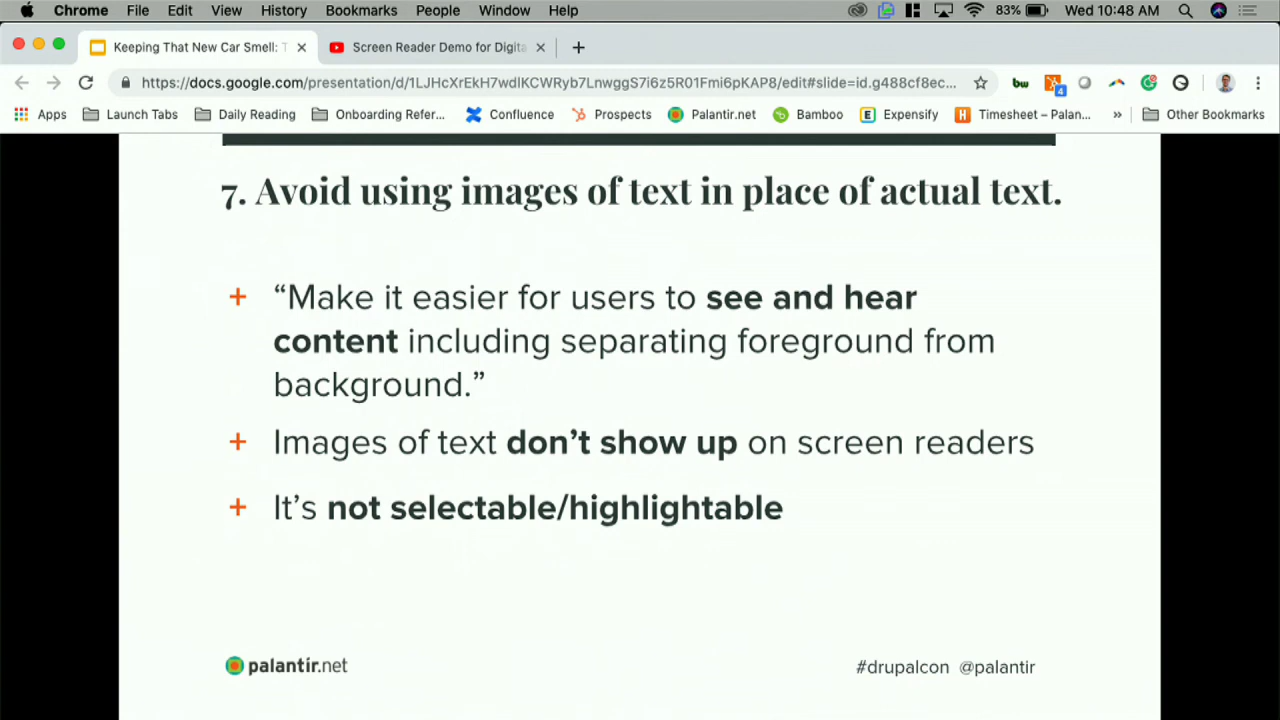 Chrome File Edit View History Bookmarks People Window Help 83% Wed 10:48 AM
Keeping That New Car Smell: T Screen Reader Demo for Digita
https://docs.google.com/presentation/d/1LJHcXrEkH7wdlKCWRyb7LnwggS7i6z5R01Fmi6pKAP8/edit#slide=id.g488cf8ec... bw 4
Apps Launch Tabs Daily Reading Onboarding Refer... Confluence Prospects Palantir.net Bamboo E Expensify H Timesheet – Palan... » Other Bookmarks
7. Avoid using images of text in place of actual text.
+ “Make it easier for users to see and hear
content including separating foreground from
background.”
+ Images of text don’t show up on screen readers
+ It’s not selectable/highlightable
palantir.net #drupalcon @palantir